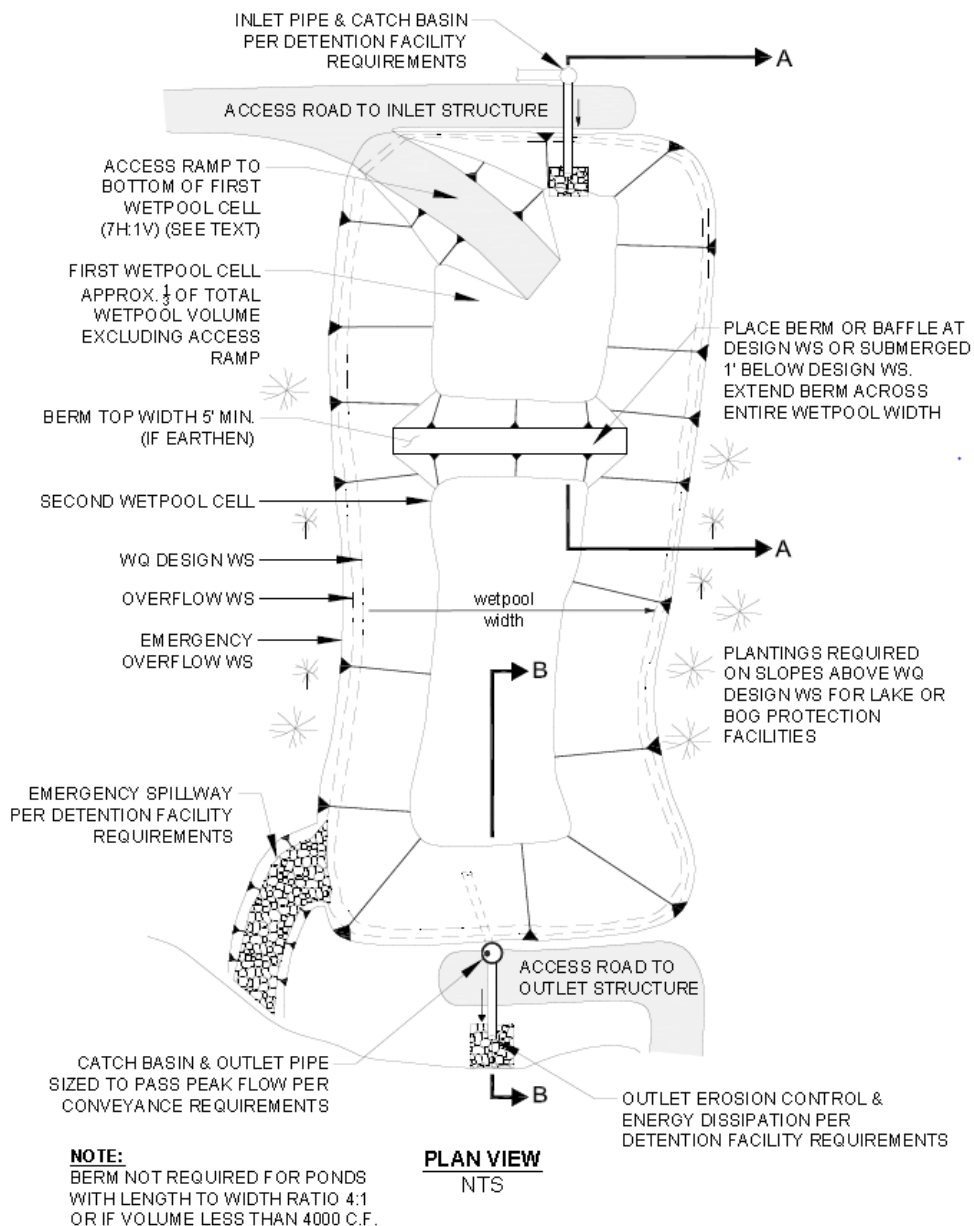 INLET PIPE & CATCH BASIN
PER DETENTION FACILITY
REQUIREMENTS
A
ACCESS ROAD TO INLET STRUCTURE
ACCESS RAMP TO
BOTTOM OF FIRST
WETPOOL CELL
(7H:1V) (SEE TEXT)
FIRST WETPOOL CELL
APPROX. 1/3 OF TOTAL
WETPOOL VOLUME
EXCLUDING ACCESS
RAMP
PLACE BERM OR BAFFLE AT
DESIGN WS OR SUBMERGED
1' BELOW DESIGN WS.
EXTEND BERM ACROSS
ENTIRE WETPOOL WIDTH
BERM TOP WIDTH 5' MIN.
(IF EARTHEN)
SECOND WETPOOL CELL
A
WQ DESIGN WS
OVERFLOW WS
wetpool
width
EMERGENCY
OVERFLOW WS
B
PLANTINGS REQUIRED
ON SLOPES ABOVE WQ
DESIGN WS FOR LAKE OR
BOG PROTECTION
FACILITIES
EMERGENCY SPILLWAY
PER DETENTION FACILITY
REQUIREMENTS
ACCESS ROAD TO
OUTLET STRUCTURE
CATCH BASIN & OUTLET PIPE
SIZED TO PASS PEAK FLOW PER
CONVEYANCE REQUIREMENTS
B
OUTLET EROSION CONTROL &
ENERGY DISSIPATION PER
DETENTION FACILITY REQUIREMENTS
NOTE:
BERM NOT REQUIRED FOR PONDS
WITH LENGTH TO WIDTH RATIO 4:1
OR IF VOLUME LESS THAN 4000 C.F.
PLAN VIEW
NTS